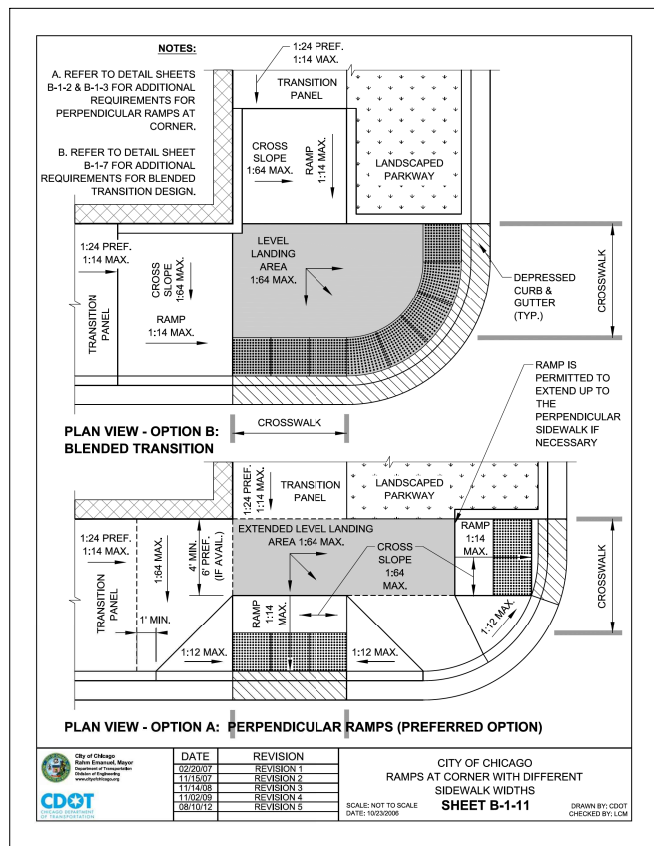 NOTES:
A. REFER TO DETAIL SHEETS
B-1-2 & B-1-3 FOR ADDITIONAL
REQUIREMENTS FOR
PERPENDICULAR RAMPS AT
CORNER.
B. REFER TO DETAIL SHEET
B-1-7 FOR ADDITIONAL
REQUIREMENTS FOR BLENDED
TRANSITION DESIGN.
1:24 PREF.
1:14 MAX.
TRANSITION
PANEL
CROSS
SLOPE
1:64 MAX.
RAMP
1:14 MAX.
LANDSCAPED
PARKWAY
1:24 PREF.
1:14 MAX.
TRANSITION
PANEL
CROSS
SLOPE
1:64 MAX.
RAMP
1:14 MAX.
LEVEL
LANDING
AREA
1:64 MAX.
DEPRESSED
CURB &
GUTTER
(TYP.)
CROSSWALK
CROSSWALK
PLAN VIEW - OPTION B:
BLENDED TRANSITION
RAMP IS
PERMITTED TO
EXTEND UP TO
THE
PERPENDICULAR
SIDEWALK IF
NECESSARY
1:24 PREF.
1:14 MAX.
TRANSITION
PANEL
LANDSCAPED
PARKWAY
1:24 PREF.
1:14 MAX.
TRANSITION
PANEL
1:64 MAX.
1' MIN.
4' MIN.
6' PREF.
(IF AVAIL.)
EXTENDED LEVEL LANDING
AREA 1:64 MAX.
CROSS
SLOPE
1:64
MAX.
RAMP
1:14
MAX.
RAMP
1:14
MAX.
1:12 MAX.
1:12 MAX.
1:12 MAX.
CROSSWALK
PLAN VIEW - OPTION A: PERPENDICULAR RAMPS (PREFERRED OPTION)
City of Chicago
Rahm Emanuel, Mayor
Department of Transportation
Division of Engineering
www.cityofchicago.org
CDOT
CHICAGO DEPARTMENT
OF TRANSPORTATION
DATE REVISION
02/20/07 REVISION 1
11/15/07 REVISION 2
11/14/08 REVISION 3
11/02/09 REVISION 4
08/10/12 REVISION 5
CITY OF CHICAGO
RAMPS AT CORNER WITH DIFFERENT
SIDEWALK WIDTHS
SHEET B-1-11
SCALE: NOT TO SCALE
DATE: 10/23/2006
DRAWN BY: CDOT
CHECKED BY: LCM